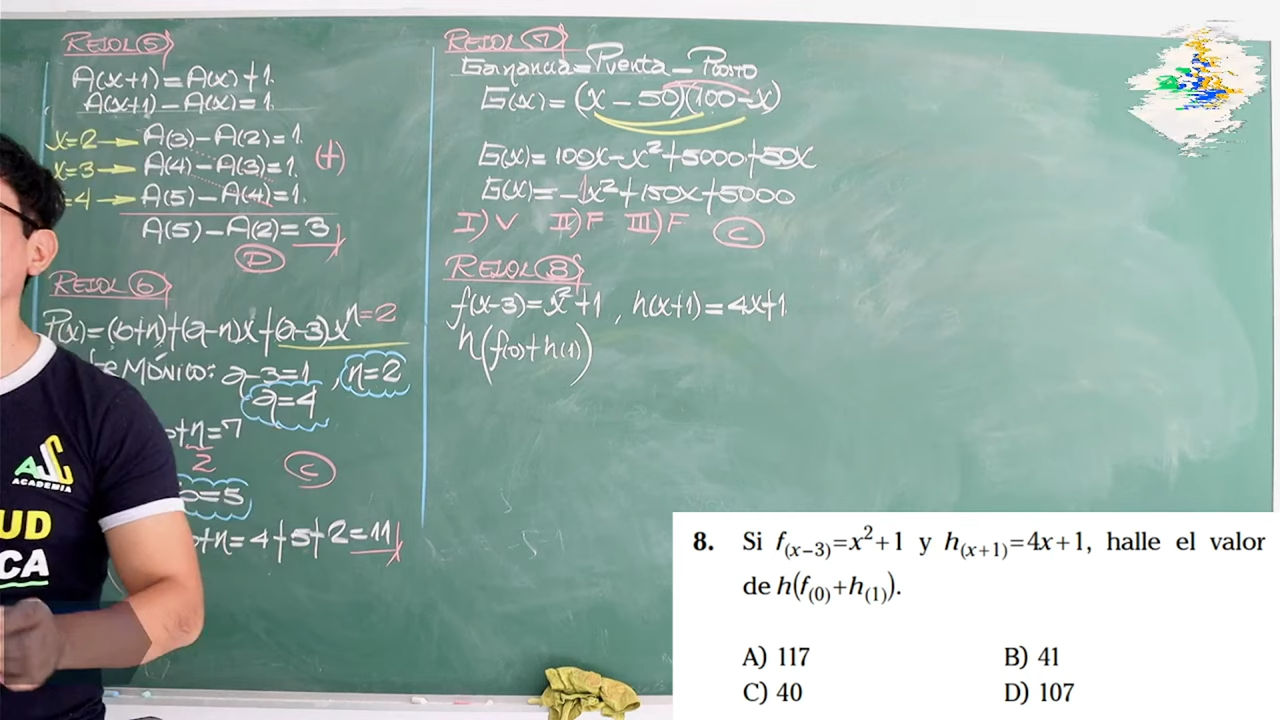 RESOL 5
A(x+1)=A(x)+1.
A(x+1)-A(x)=1.
x=2→A(3)-A(2)=1.
x=3→A(4)-A(3)=1. (+)
=4→A(5)-A(4)=1.
A(5)-A(2)=3
D
RESOL 6
P(x)=(b+n)+(a-n)x+(a-3)x^n=2
MÓNICO: a-3=1, n=2
a=4
+n=7
2
C
b=5
+n=4+5+2=11
AJC
ACADEMIA
UD
CA
RESOL 7
Ganancia=Pventa-Pcosto
G(x)=(x-50)(100-x)
G(x)=100x-x²+5000+50x
G(x)=-1x²+150x+5000
I) V II) F III) F C
RESOL 8
f(x-3)=x²+1, h(x+1)=4x+1.
h(f(0)+h(1))
8. Si f(x−3)=x²+1 y h(x+1)=4x+1, halle el valor
de h(f(0)+h(1)).
A) 117 B) 41
C) 40 D) 107